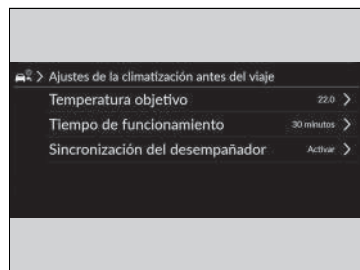 > Ajustes de la climatización antes del viaje
Temperatura objetivo 22.0 >
Tiempo de funcionamiento 30 minutos >
Sincronización del desempañador Activar >